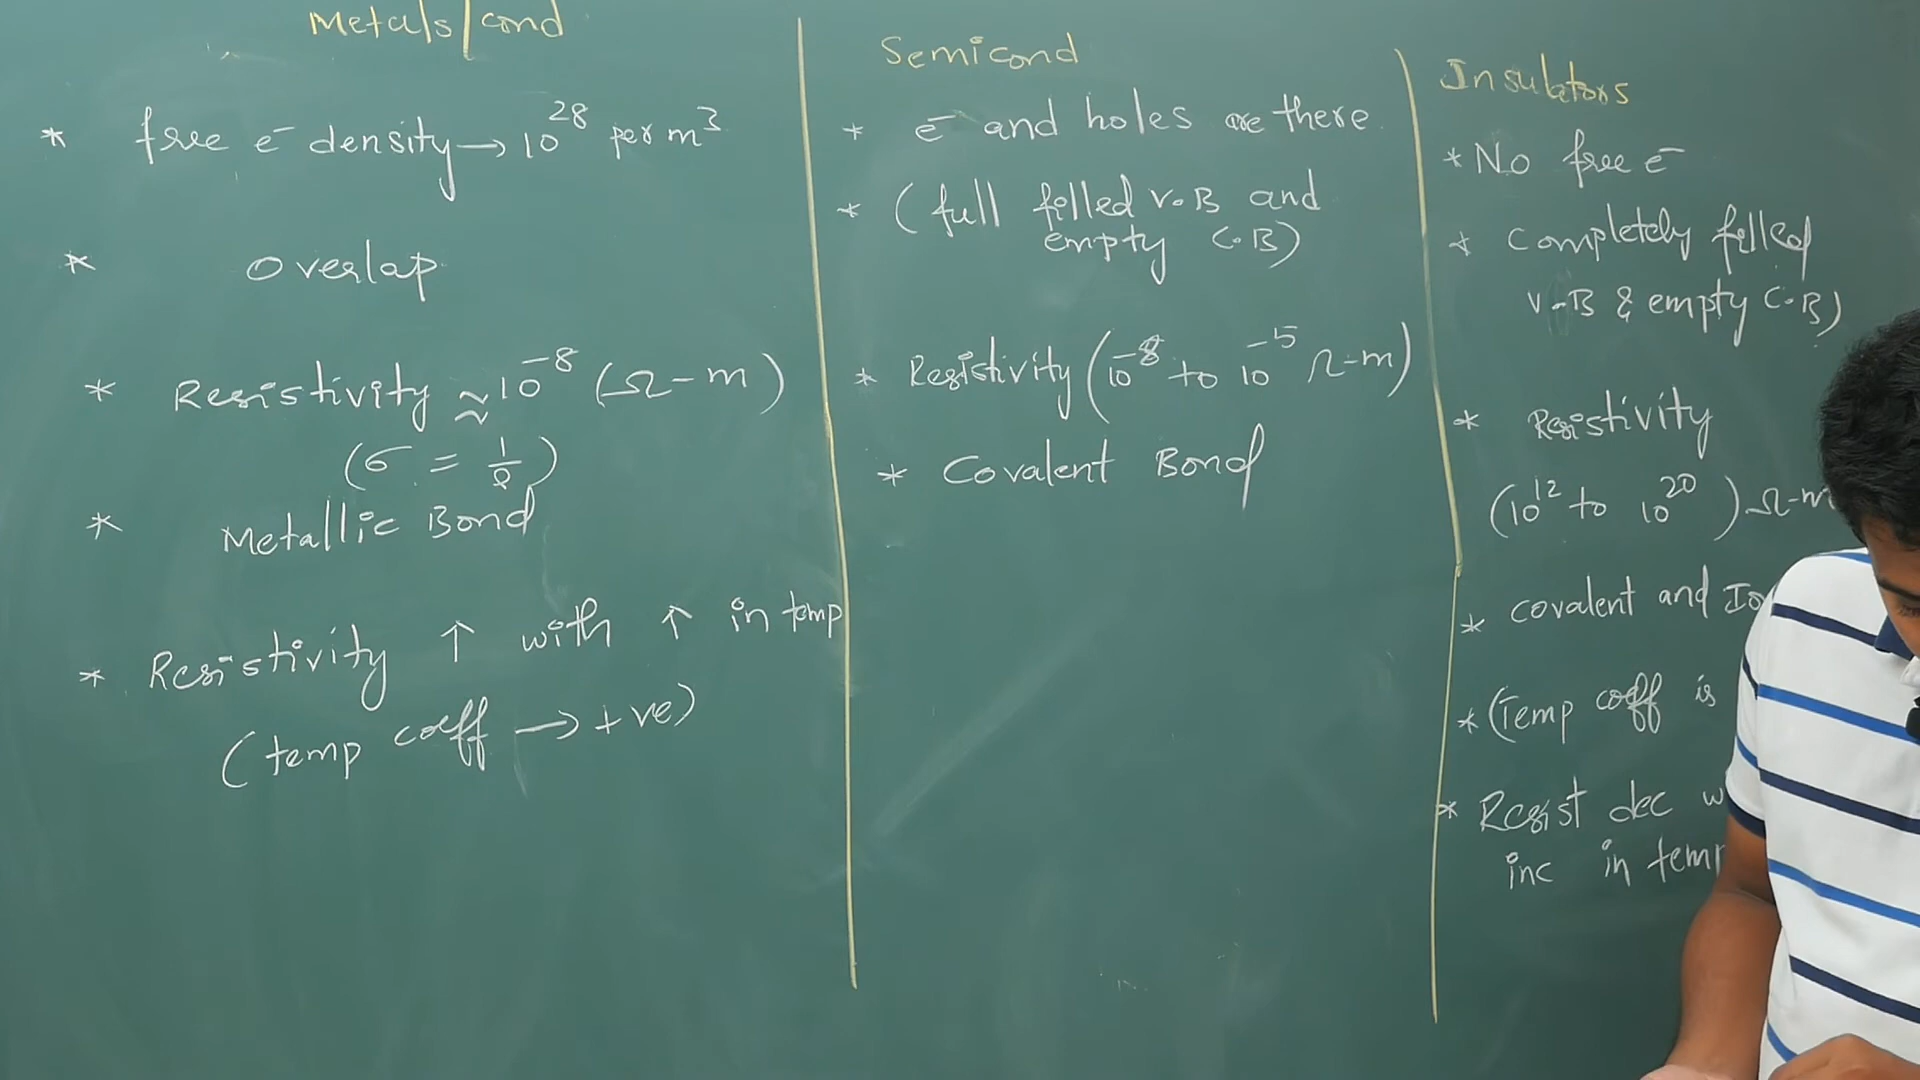 Metals/cond
* free e⁻ density → 10²⁸ per m³
* Overlap
* Resistivity ≈ 10⁻⁸ (Ω-m)
(σ = 1/ρ)
* Metallic Bond
* Resistivity ↑ with ↑ in temp
(temp coeff → +ve)
Semicond
* e⁻ and holes are there
* (full filled V.B and
empty C.B)
* Resistivity (10⁻⁸ to 10⁻⁵ Ω-m)
* Covalent Bond
Insulators
* No free e⁻
* Completely filled
V-B & empty C.B)
* Resistivity
(10¹² to 10²⁰) Ω-m
* covalent and
* (Temp coeff is
* Resist dec
inc in temp